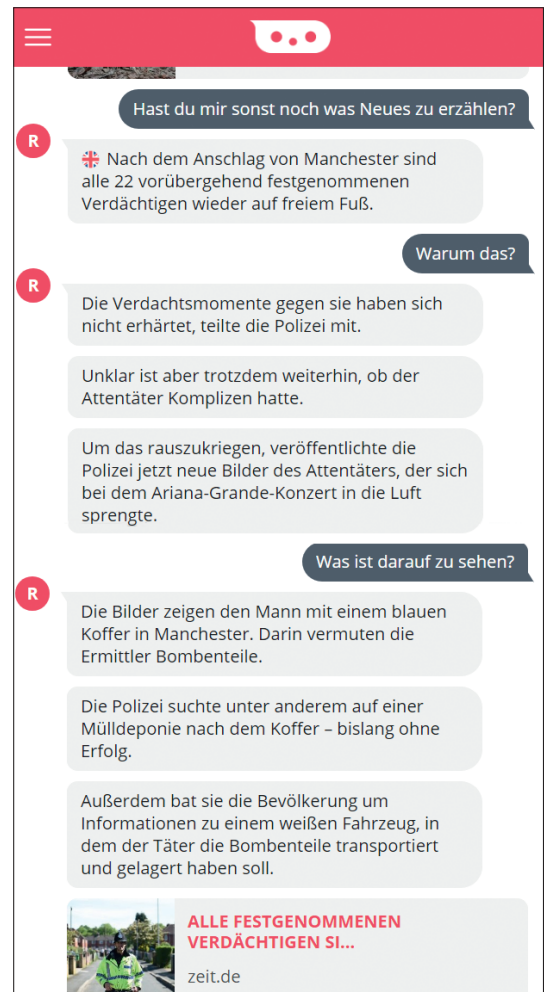 Hast du mir sonst noch was Neues zu erzählen?
R
🇬🇧 Nach dem Anschlag von Manchester sind
alle 22 vorübergehend festgenommenen
Verdächtigen wieder auf freiem Fuß.
Warum das?
R
Die Verdachtsmomente gegen sie haben sich
nicht erhärtet, teilte die Polizei mit.
Unklar ist aber trotzdem weiterhin, ob der
Attentäter Komplizen hatte.
Um das rauszukriegen, veröffentlichte die
Polizei jetzt neue Bilder des Attentäters, der sich
bei dem Ariana-Grande-Konzert in die Luft
sprengte.
Was ist darauf zu sehen?
R
Die Bilder zeigen den Mann mit einem blauen
Koffer in Manchester. Darin vermuten die
Ermittler Bombenteile.
Die Polizei suchte unter anderem auf einer
Mülldeponie nach dem Koffer – bislang ohne
Erfolg.
Außerdem bat sie die Bevölkerung um
Informationen zu einem weißen Fahrzeug, in
dem der Täter die Bombenteile transportiert
und gelagert haben soll.
ALLE FESTGENOMMENEN
VERDÄCHTIGEN SI...
zeit.de